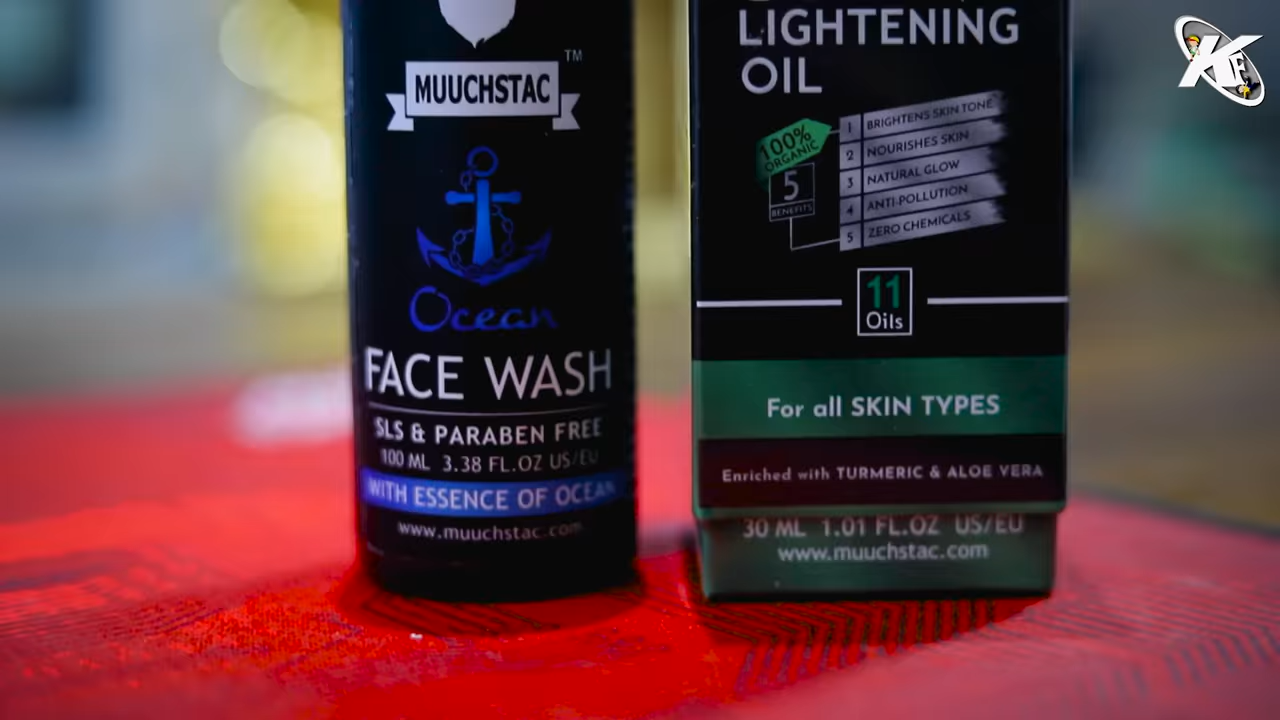 MUUCHSTAC
TM
Ocean
FACE WASH
SLS & PARABEN FREE
100 ML 3.38 FL.OZ US/EU
WITH ESSENCE OF OCEAN
www.muuchstac.com
LIGHTENING
OIL
100%
ORGANIC
5
BENEFITS
1 BRIGHTENS SKIN TONE
2 NOURISHES SKIN
3 NATURAL GLOW
4 ANTI-POLLUTION
5 ZERO CHEMICALS
11
Oils
For all SKIN TYPES
Enriched with TURMERIC & ALOE VERA
30 ML 1.01 FL.OZ US/EU
www.muuchstac.com
KF